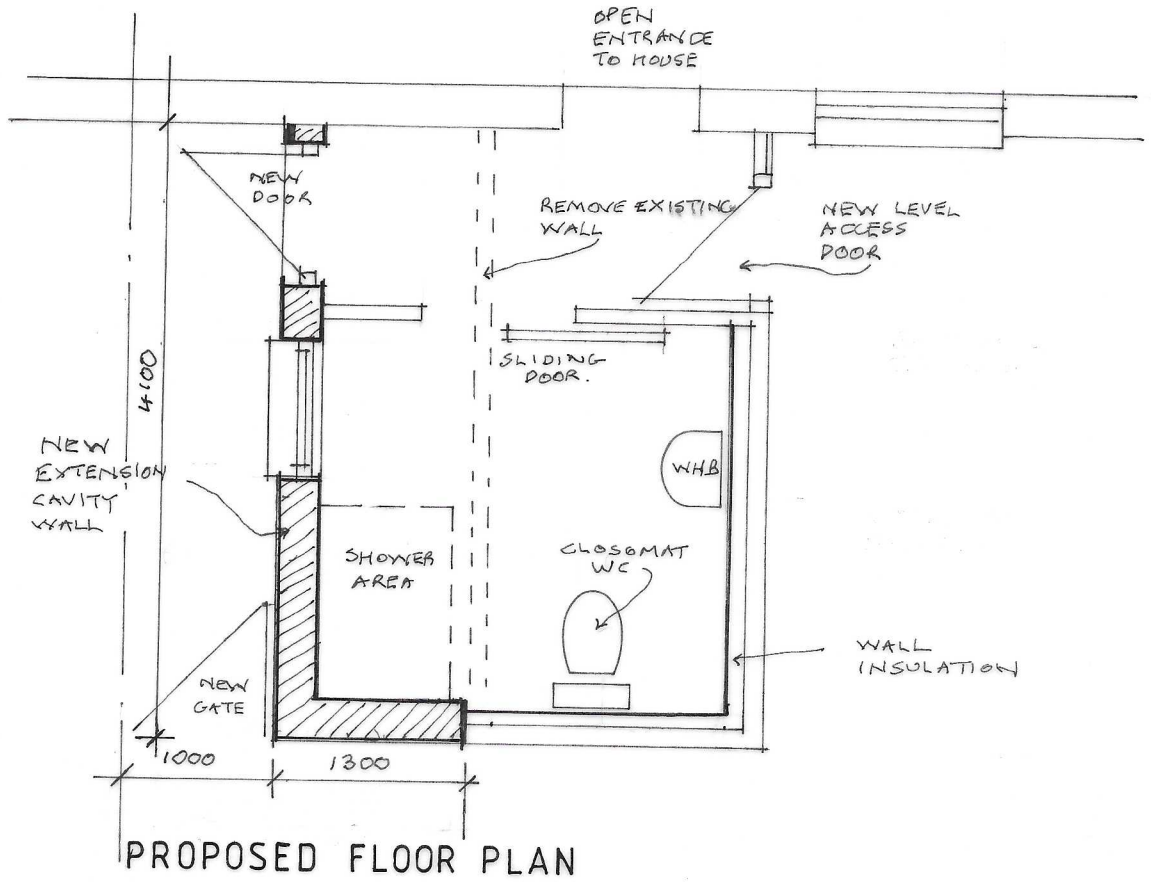 OPEN
ENTRANCE
TO HOUSE
NEW
DOOR
REMOVE EXISTING
WALL
NEW LEVEL
ACCESS
DOOR
SLIDING
DOOR.
4100
NEW
EXTENSION
CAVITY
WALL
WHB
SHOWER
AREA
CLOSOMAT
WC
WALL
INSULATION
NEW
GATE
1000
1300
PROPOSED FLOOR PLAN